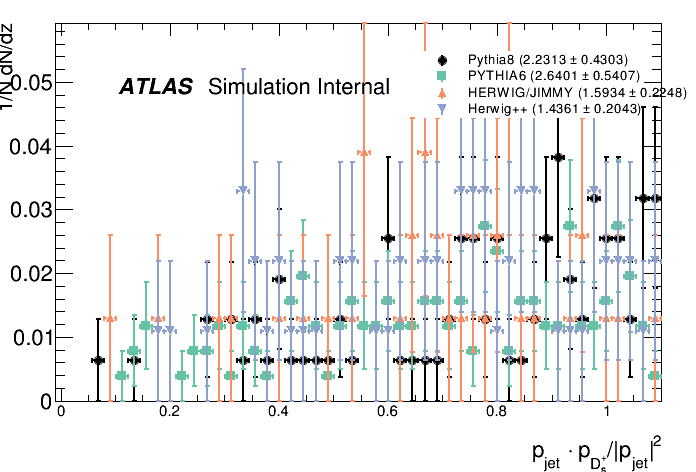 1/N dN/dz
ATLAS Simulation Internal
Pythia8 (2.2313 ± 0.4303)
PYTHIA6 (2.6401 ± 0.5407)
HERWIG/JIMMY (1.5934 ± 0.2248)
Herwig++ (1.4361 ± 0.2043)
0.05
0.04
0.03
0.02
0.01
0
0 0.2 0.4 0.6 0.8 1
p_jet · p_{D_s^+}/|p_jet|^2